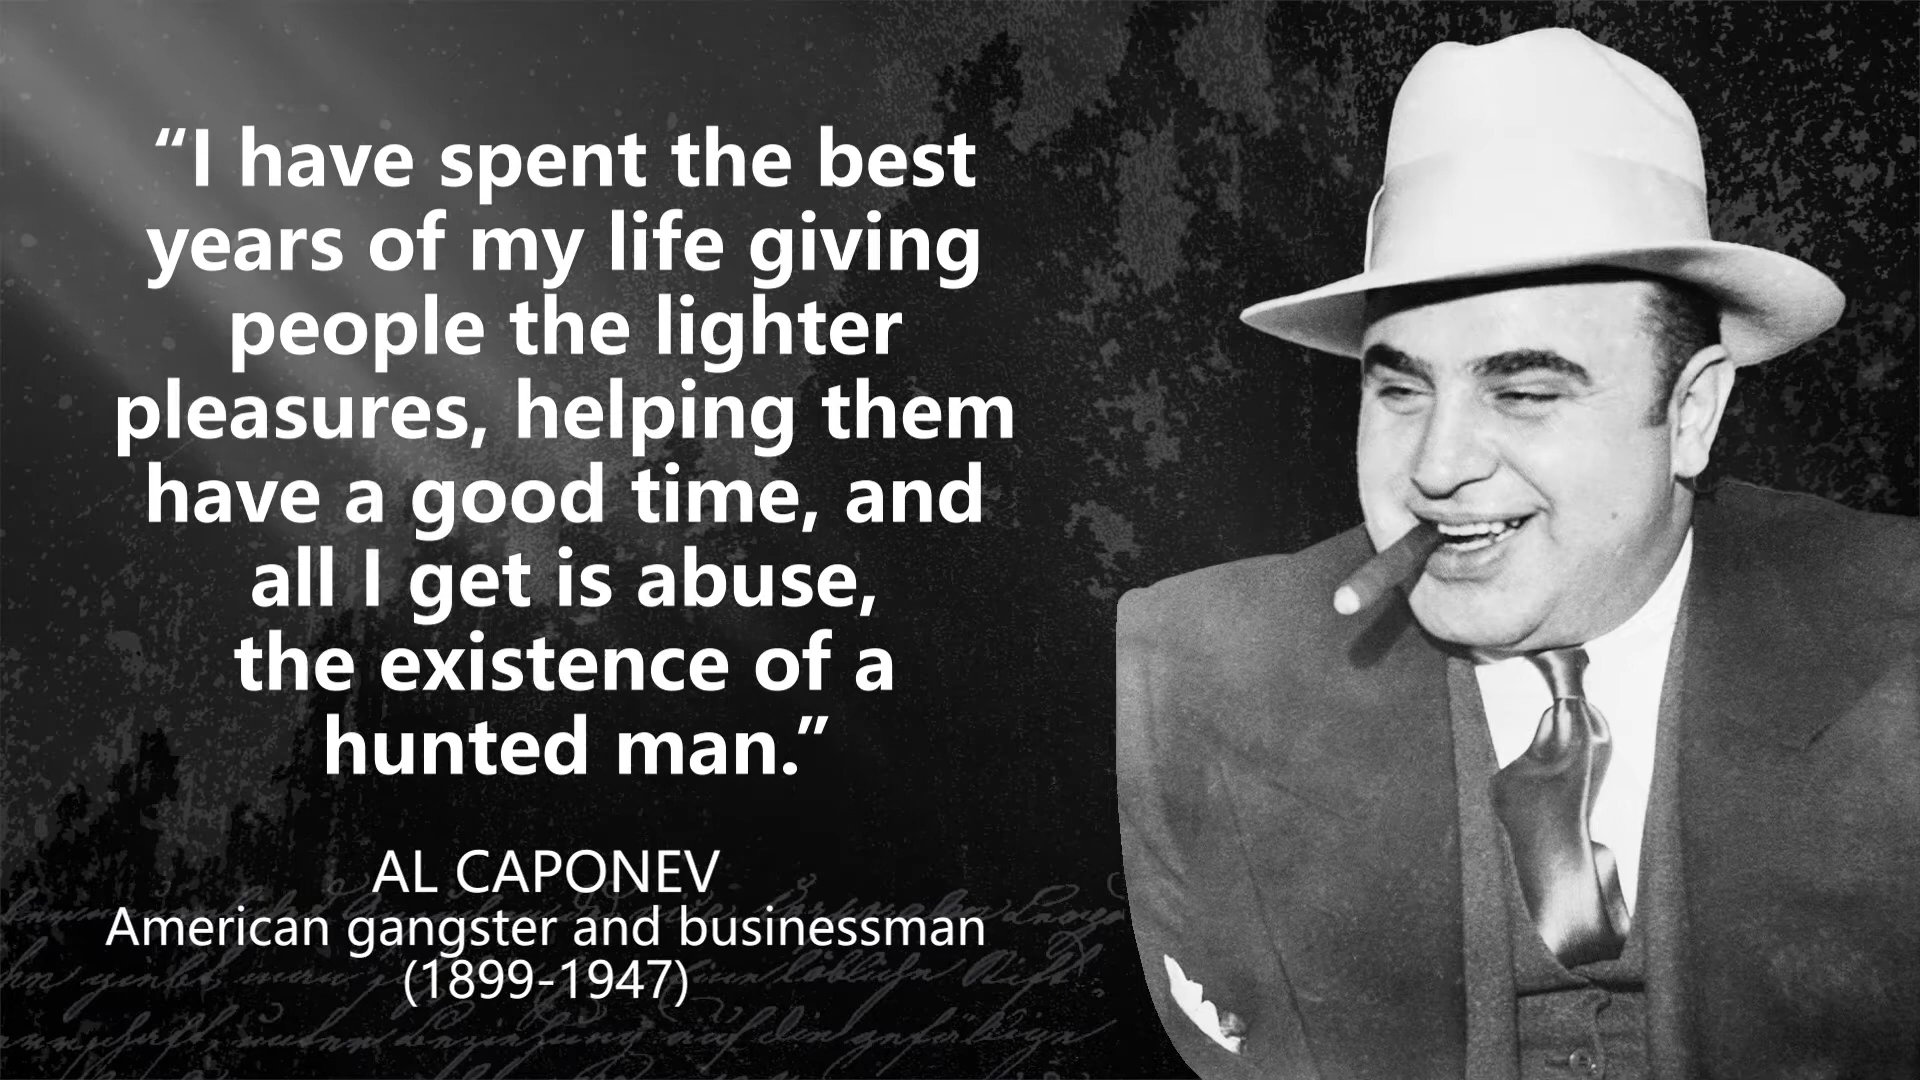 “I have spent the best
years of my life giving
people the lighter
pleasures, helping them
have a good time, and
all I get is abuse,
the existence of a
hunted man.”
AL CAPONEV
American gangster and businessman
(1899-1947)